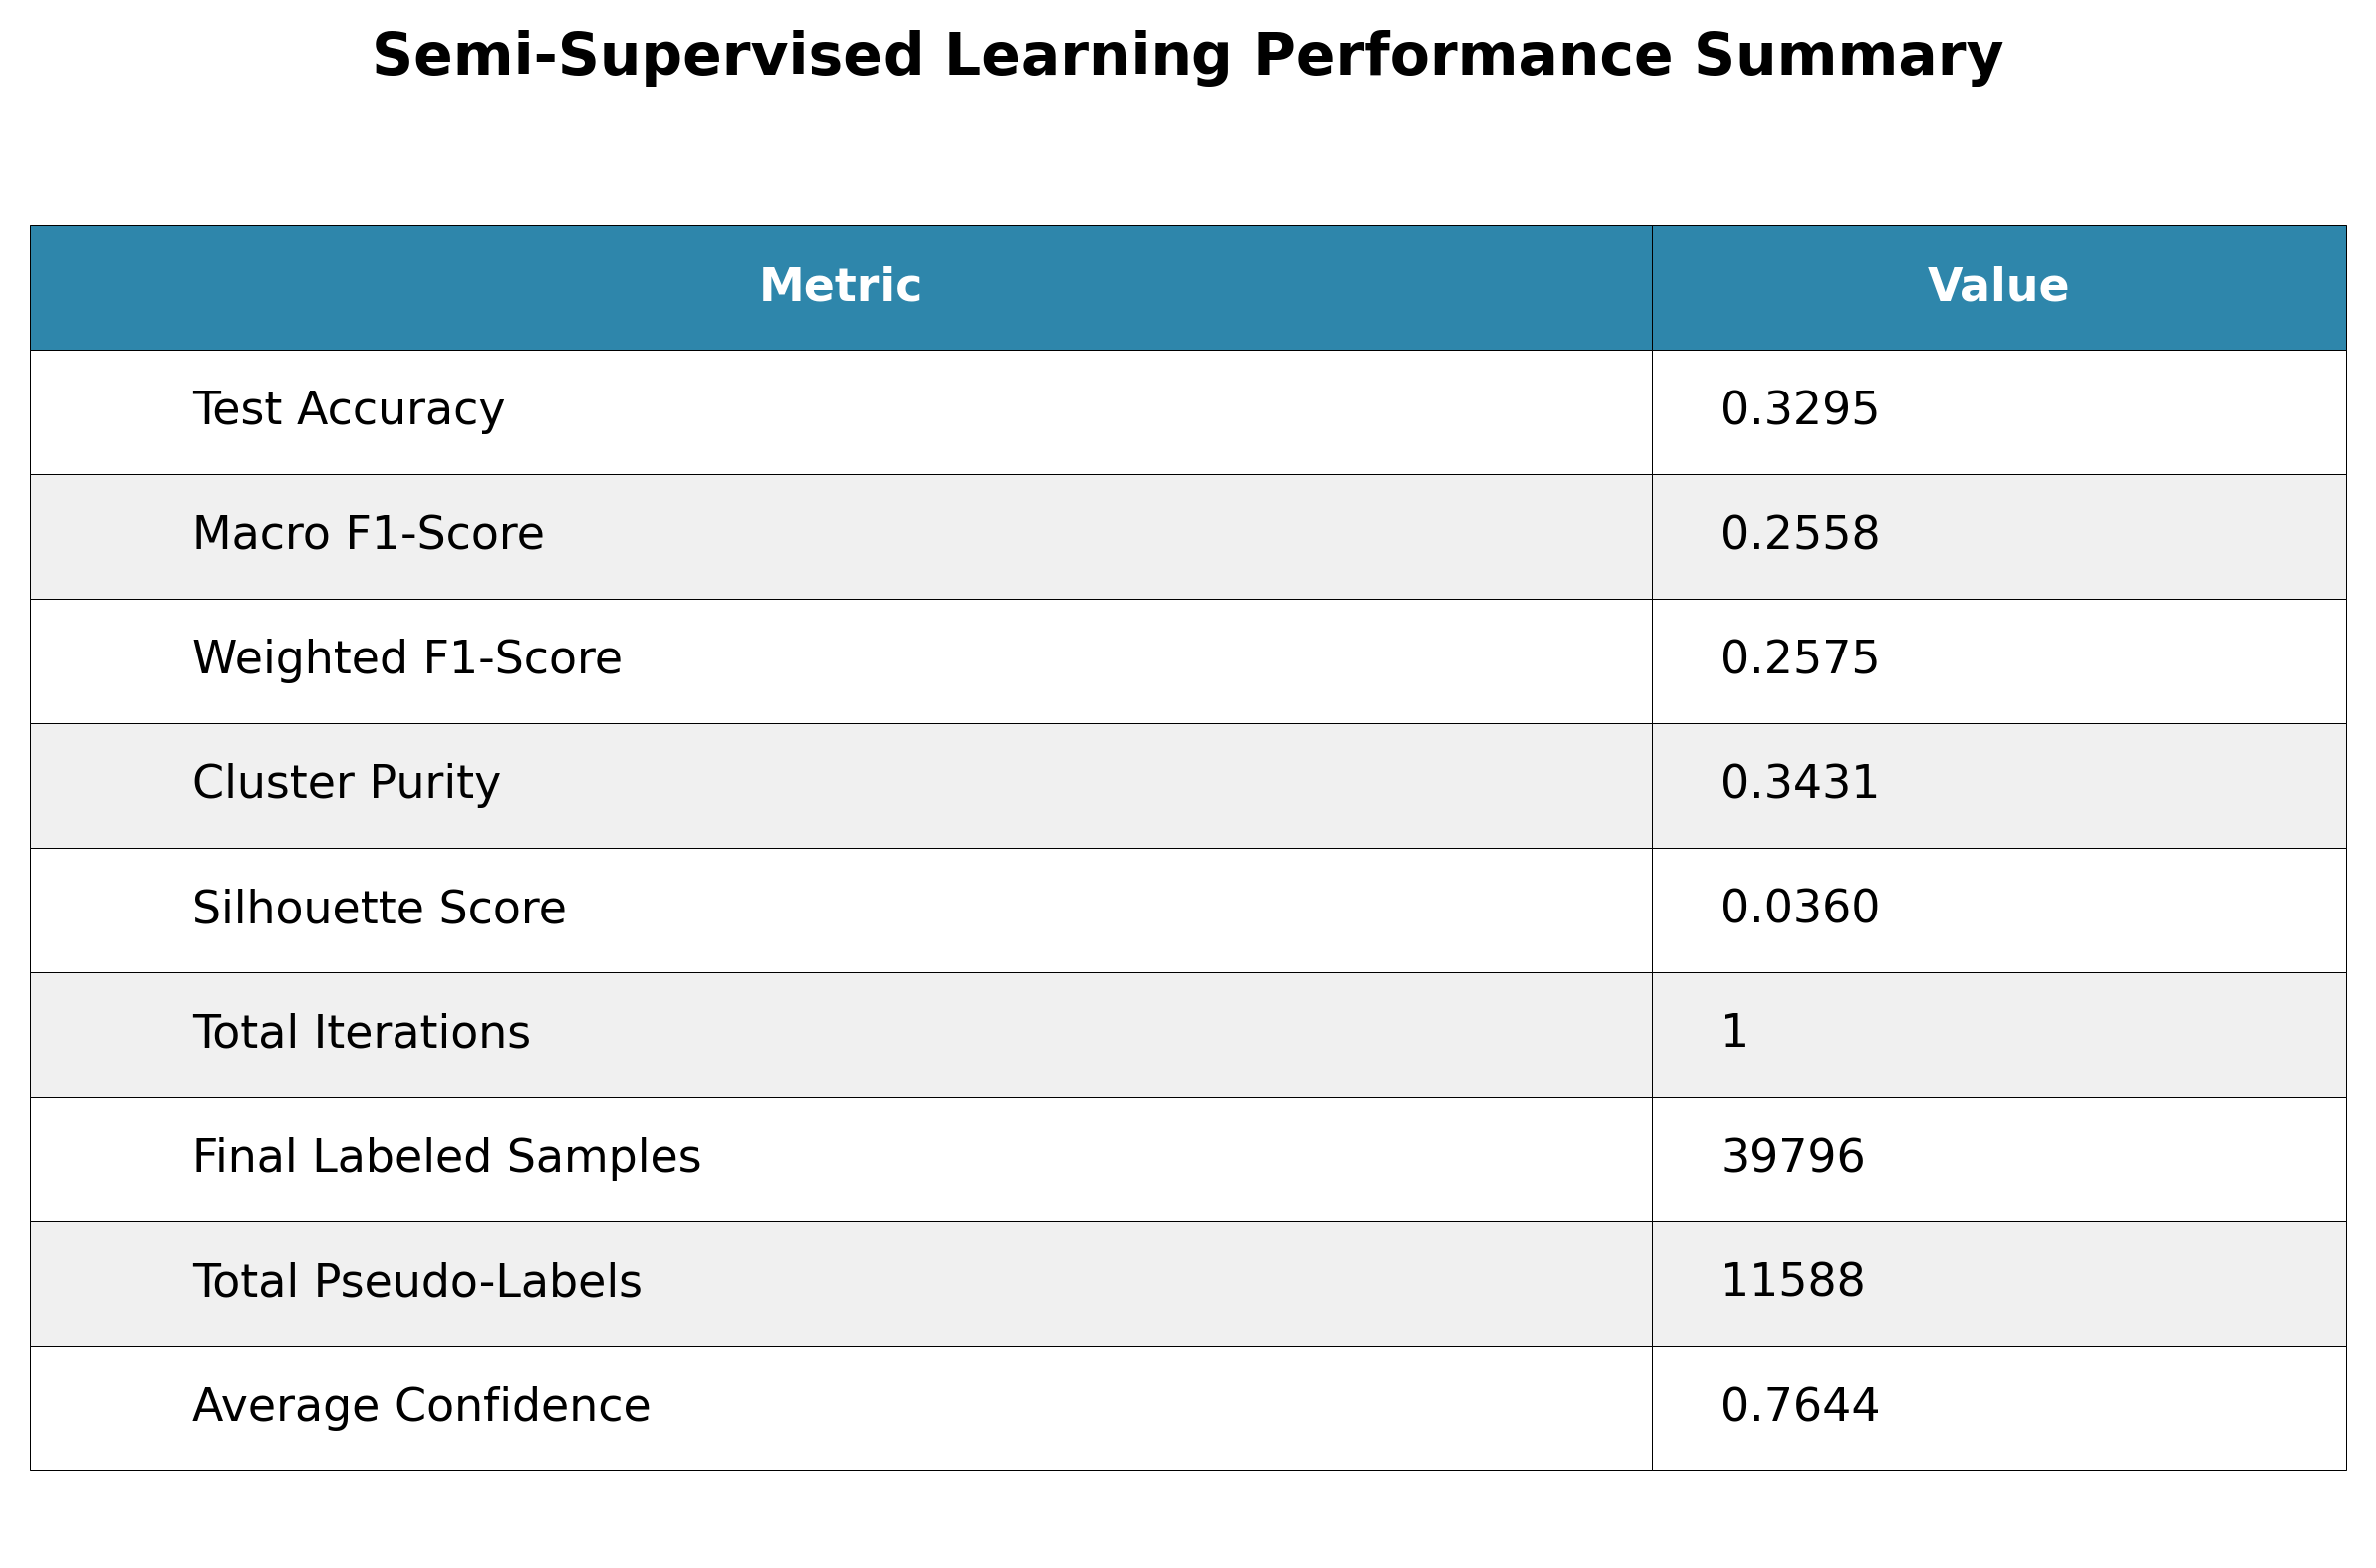 Semi-Supervised Learning Performance Summary
Metric Value
Test Accuracy 0.3295
Macro F1-Score 0.2558
Weighted F1-Score 0.2575
Cluster Purity 0.3431
Silhouette Score 0.0360
Total Iterations 1
Final Labeled Samples 39796
Total Pseudo-Labels 11588
Average Confidence 0.7644